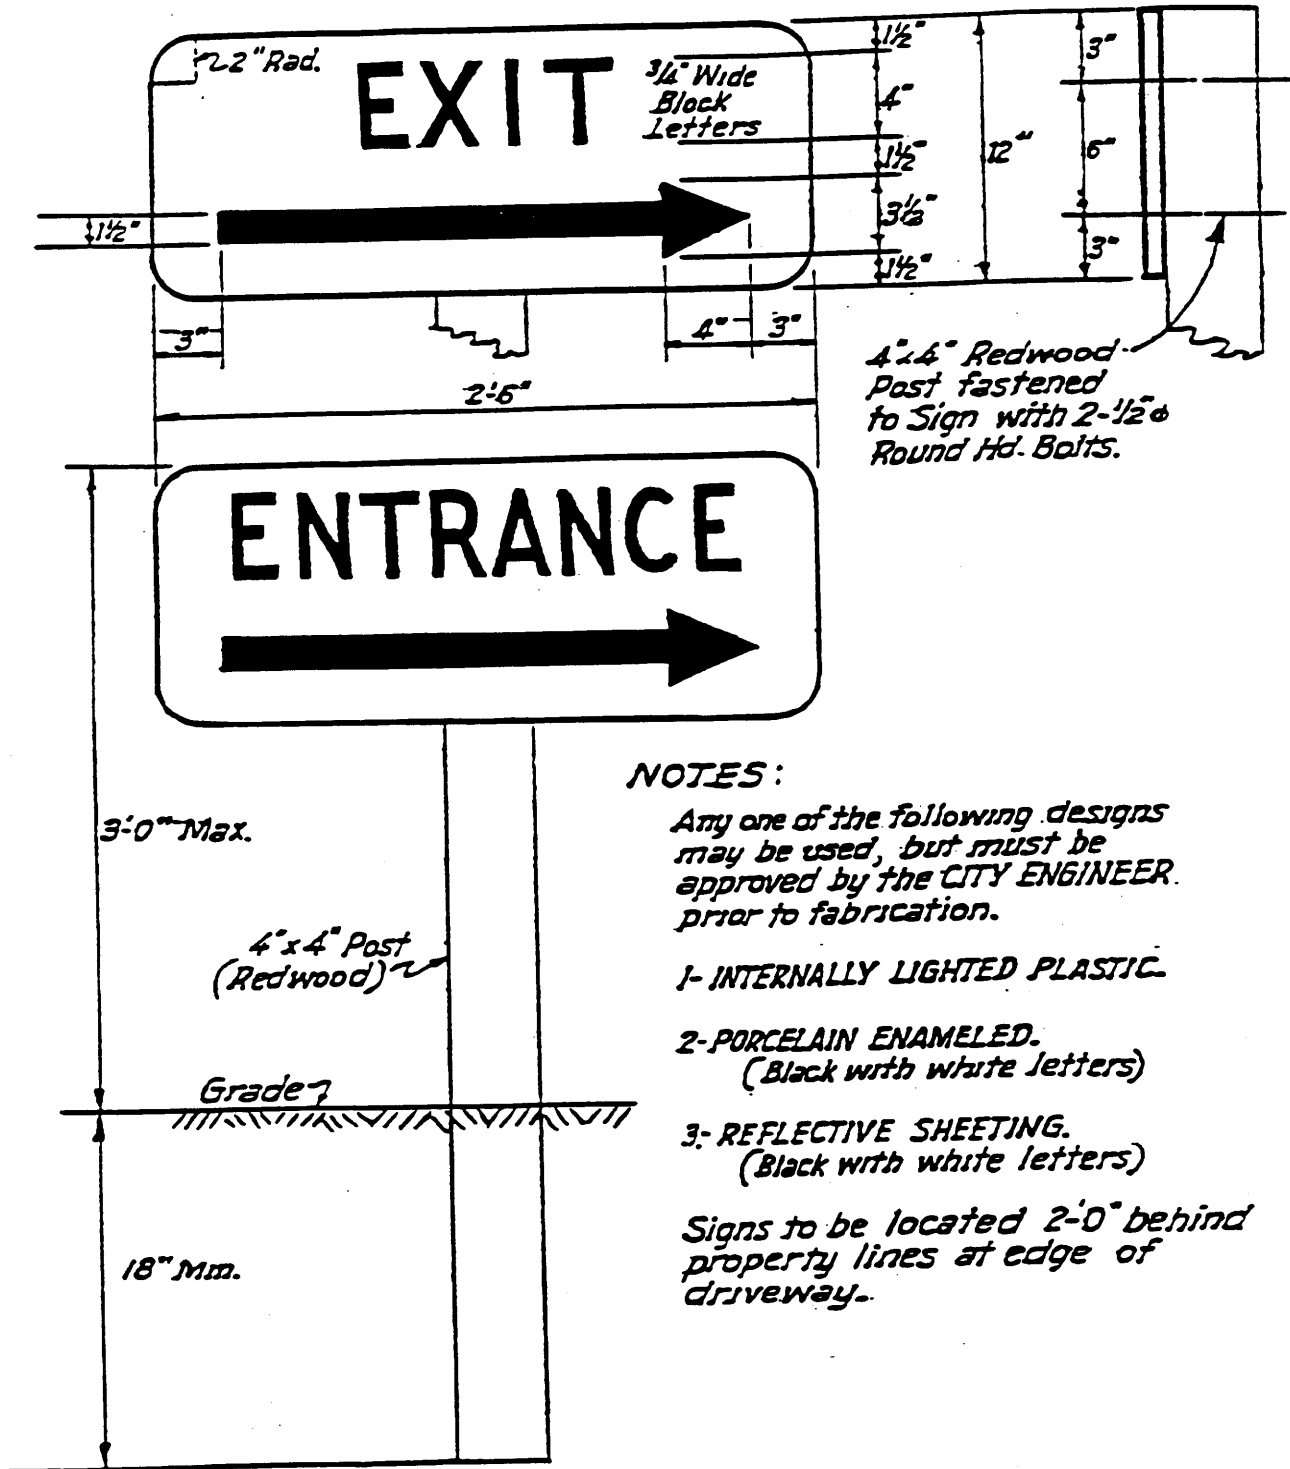 2" Rad.
EXIT
3/4" Wide
Block
Letters
1½"
4"
1½"
3½"
1½"
12"
3"
6"
3"
1½"
3"
4"
3"
2'-6"
4"x4" Redwood
Post fastened
to Sign with 2-½"ϕ
Round Hd. Bolts.
ENTRANCE
3'-0" Max.
4"x4" Post
(Redwood)
Grade
18" Min.
NOTES:
Any one of the following designs
may be used, but must be
approved by the CITY ENGINEER
prior to fabrication.
1- INTERNALLY LIGHTED PLASTIC.
2- PORCELAIN ENAMELED.
(Black with white letters)
3- REFLECTIVE SHEETING.
(Black with white letters)
Signs to be located 2'-0" behind
property lines at edge of
driveway.